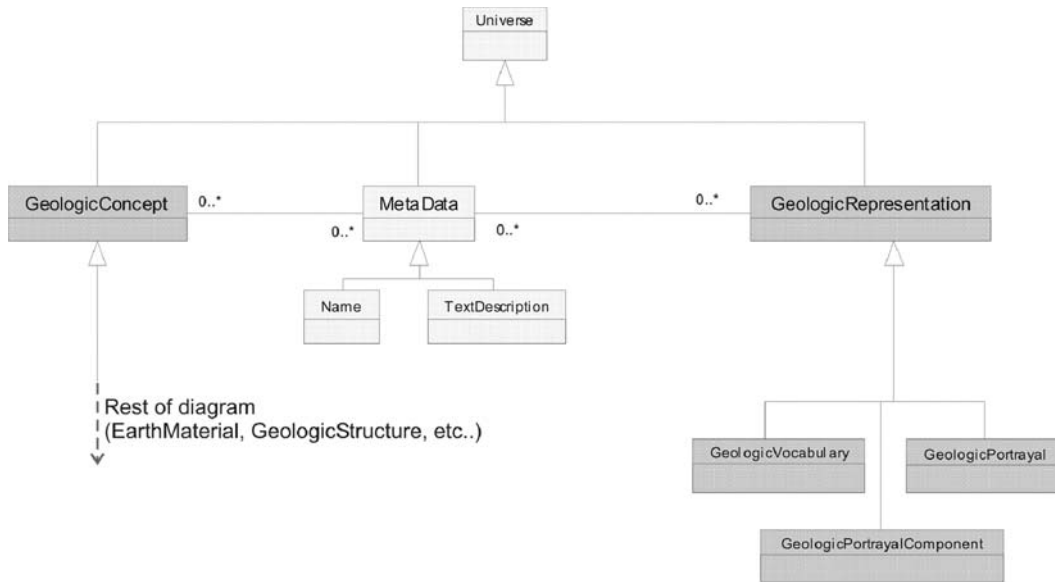 Universe
GeologicConcept
0..*
MetaData
0..*
GeologicRepresentation
0..*
0..*
Name
TextDescription
Rest of diagram
(EarthMaterial, GeologicStructure, etc..)
GeologicVocabulary
GeologicPortrayal
GeologicPortrayalComponent